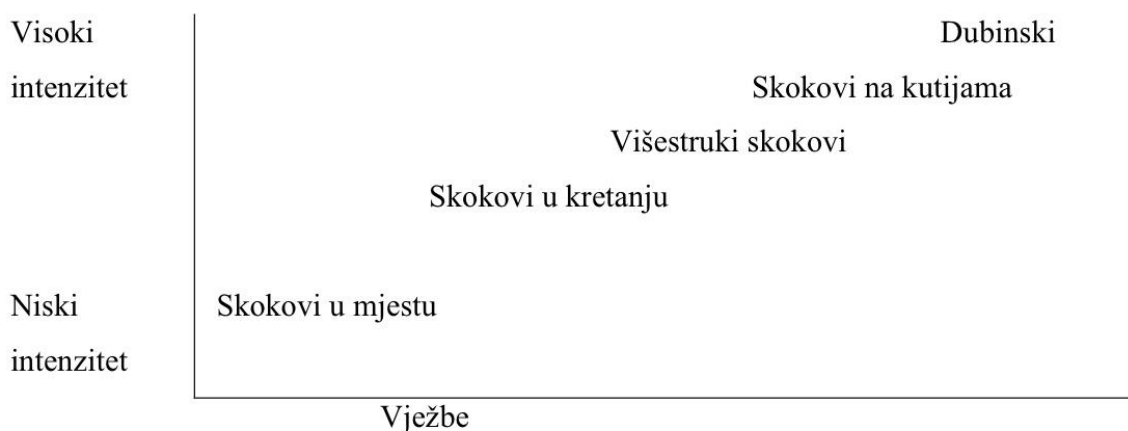 Visoki
intenzitet
Dubinski
Skokovi na kutijama
Višestruki skokovi
Skokovi u kretanju
Niski
intenzitet
Skokovi u mjestu
Vježbe